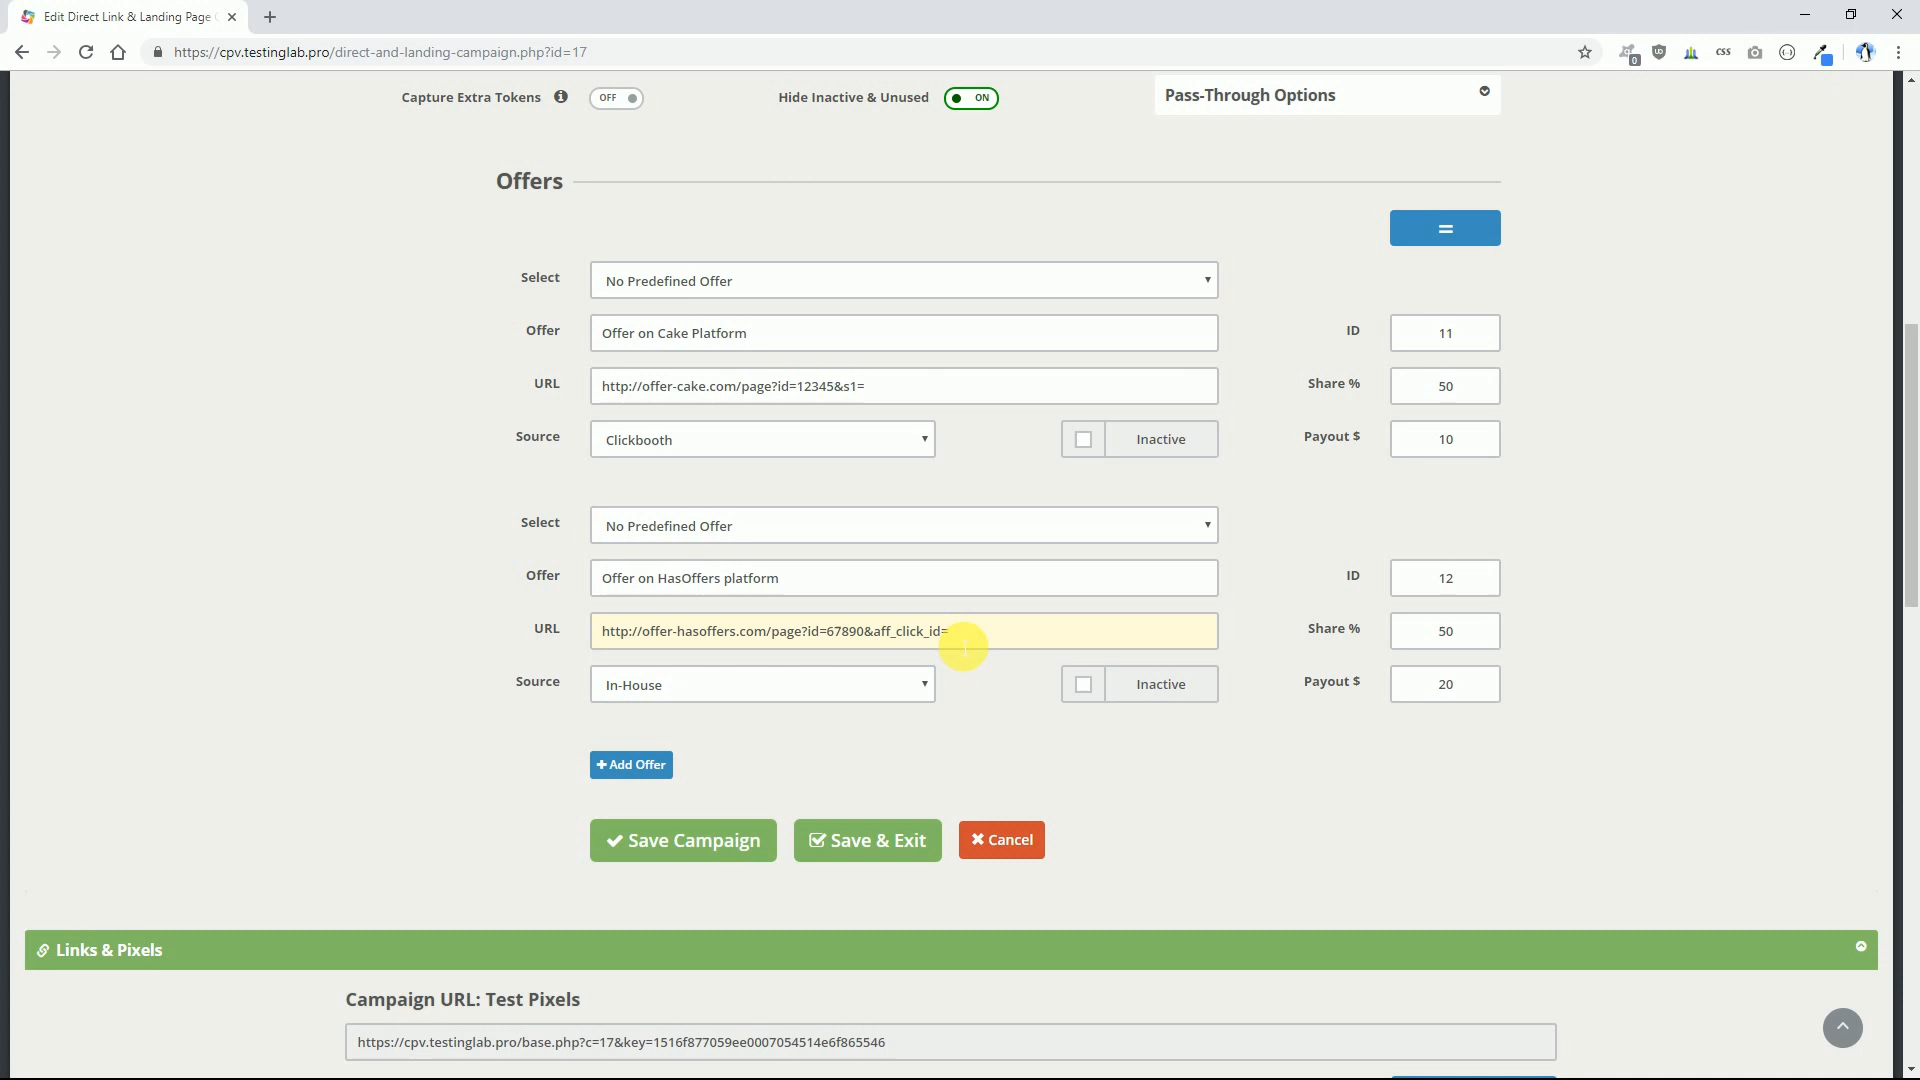 Edit Direct Link & Landing Page
https://cpv.testinglab.pro/direct-and-landing-campaign.php?id=17
0
CSS
Capture Extra Tokens
OFF
Hide Inactive & Unused
ON
Pass-Through Options
Offers
=
Select
No Predefined Offer
Offer
Offer on Cake Platform
ID
11
URL
http://offer-cake.com/page?id=12345&s1=
Share %
50
Source
Clickbooth
Inactive
Payout $
10
Select
No Predefined Offer
Offer
Offer on HasOffers platform
ID
12
URL
http://offer-hasoffers.com/page?id=67890&aff_click_id=
Share %
50
Source
In-House
Inactive
Payout $
20
Add Offer
Save Campaign
Save & Exit
Cancel
Links & Pixels
Campaign URL: Test Pixels
https://cpv.testinglab.pro/base.php?c=17&key=1516f877059ee0007054514e6f865546